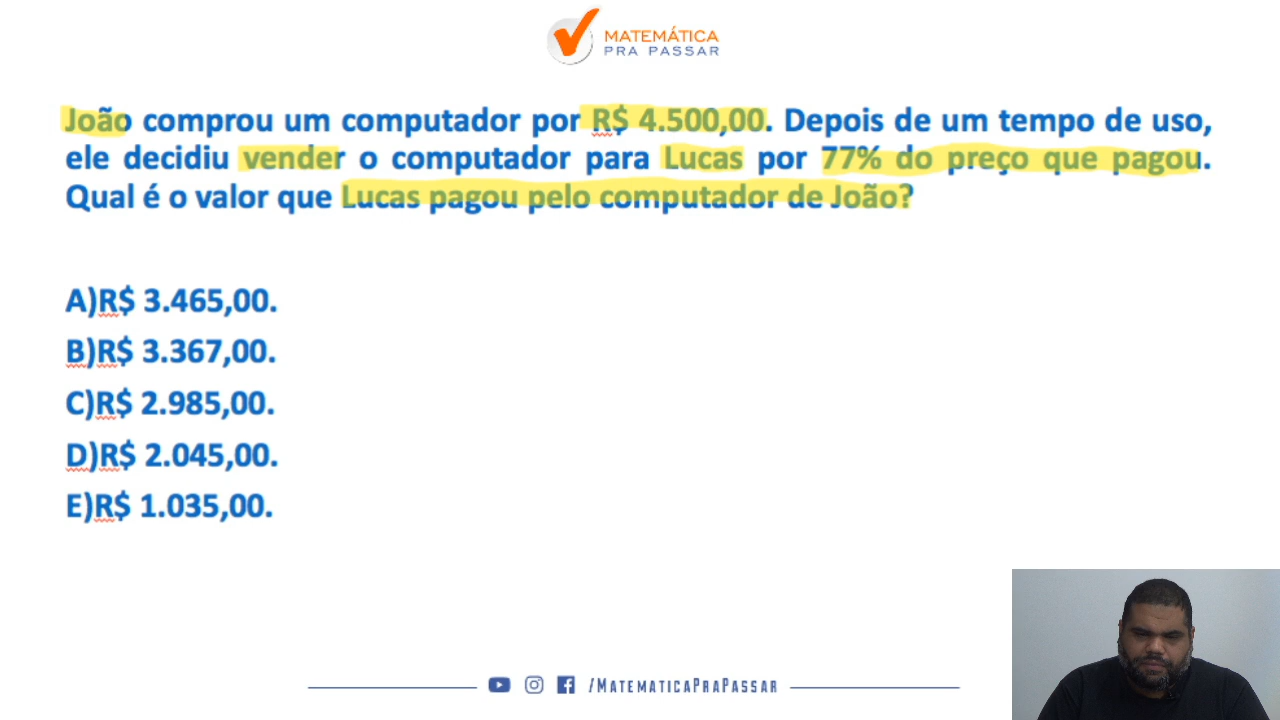 MATEMÁTICA
PRA PASSAR
João comprou um computador por R$ 4.500,00. Depois de um tempo de uso,
ele decidiu vender o computador para Lucas por 77% do preço que pagou.
Qual é o valor que Lucas pagou pelo computador de João?
A)R$ 3.465,00.
B)R$ 3.367,00.
C)R$ 2.985,00.
D)R$ 2.045,00.
E)R$ 1.035,00.
/MATEMATICAPRAPASSAR